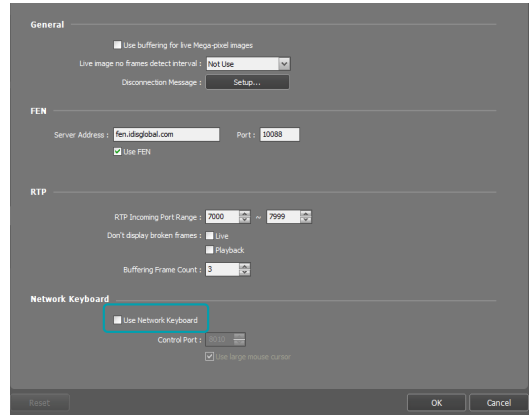 General
Use buffering for live Mega-pixel images
Live image no frames detect interval : Not Use
Disconnection Message : Setup...
FEN
Server Address : fen.idisglobal.com Port : 10088
Use FEN
RTP
RTP Incoming Port Range : 7000 ~ 7999
Don't display broken frames : Live
Playback
Buffering Frame Count : 3
Network Keyboard
Use Network Keyboard
Control Port : 8010
Use large mouse cursor
Reset OK Cancel